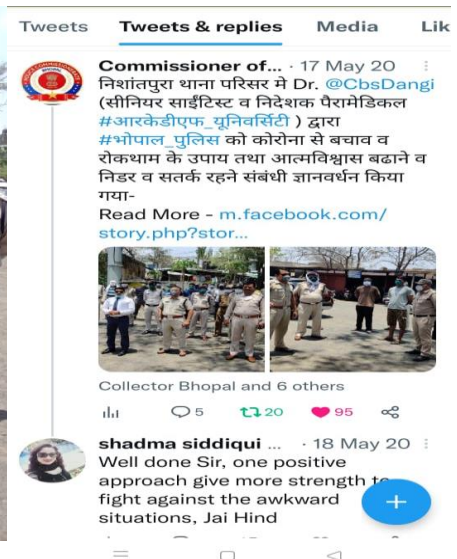 Tweets Tweets & replies Media Lik
Commissioner of... · 17 May 20
निशांतपुरा थाना परिसर मे Dr. @CbsDangi
(सीनियर साईंटिस्ट व निदेशक पैरामेडिकल
#आरकेडीएफ_यूनिवर्सिटी ) द्वारा
#भोपाल_पुलिस को कोरोना से बचाव व
रोकथाम के उपाय तथा आत्मविश्वास बढाने व
निडर व सतर्क रहने संबंधी ज्ञानवर्धन किया
गया-
Read More - m.facebook.com/
story.php?stor...
Collector Bhopal and 6 others
5 20 95
shadma siddiqui ... · 18 May 20
Well done Sir, one positive
approach give more strength to
fight against the awkward
situations, Jai Hind